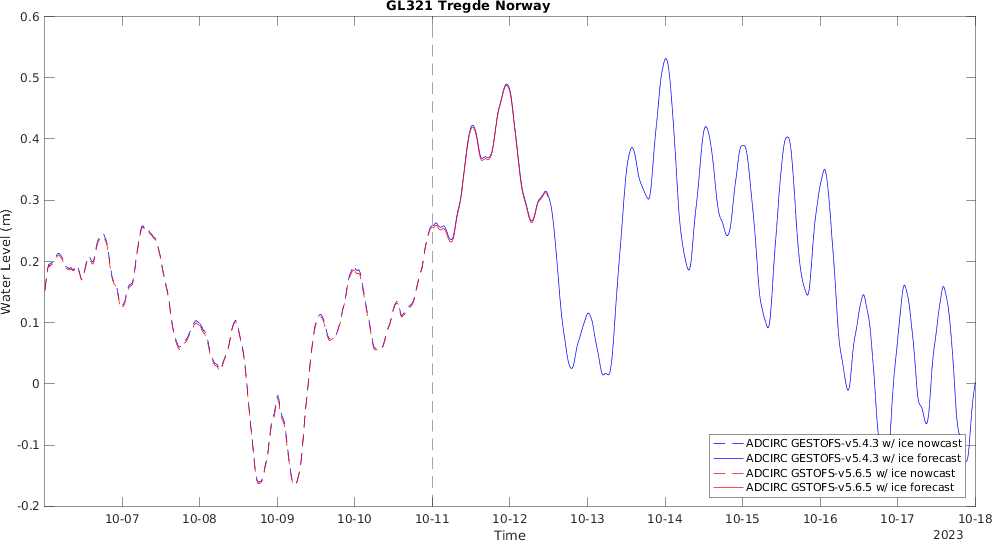 GL321 Tregde Norway
Water Level (m)
0.6
0.5
0.4
0.3
0.2
0.1
0
-0.1
-0.2
ADCIRC GESTOFS-v5.4.3 w/ ice nowcast
ADCIRC GESTOFS-v5.4.3 w/ ice forecast
ADCIRC GSTOFS-v5.6.5 w/ ice nowcast
ADCIRC GSTOFS-v5.6.5 w/ ice forecast
10-07 10-08 10-09 10-10 10-11 10-12 10-13 10-14 10-15 10-16 10-17 10-18
Time
2023